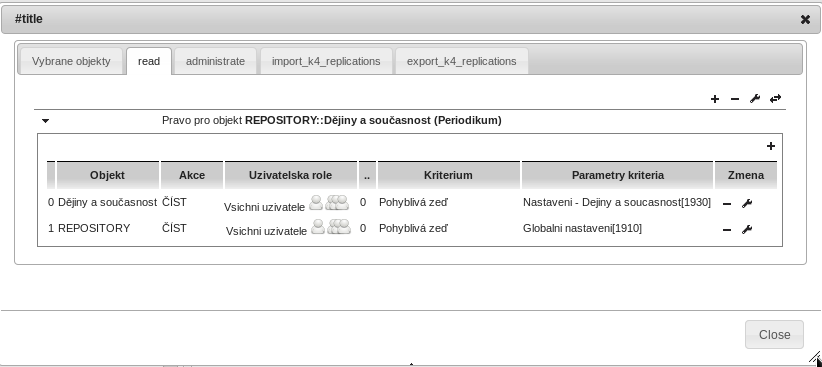 #title
Vybrane objekty read administrate import_k4_replications export_k4_replications
Pravo pro objekt REPOSITORY::Dějiny a současnost (Periodikum)
Objekt Akce Uzivatelska role .. Kriterium Parametry kriteria Zmena
0 Dějiny a současnost ČÍST Vsichni uzivatele 0 Pohyblivá zeď Nastaveni - Dejiny a soucasnost[1930]
1 REPOSITORY ČÍST Vsichni uzivatele 0 Pohyblivá zeď Globalni nastaveni[1910]
Close